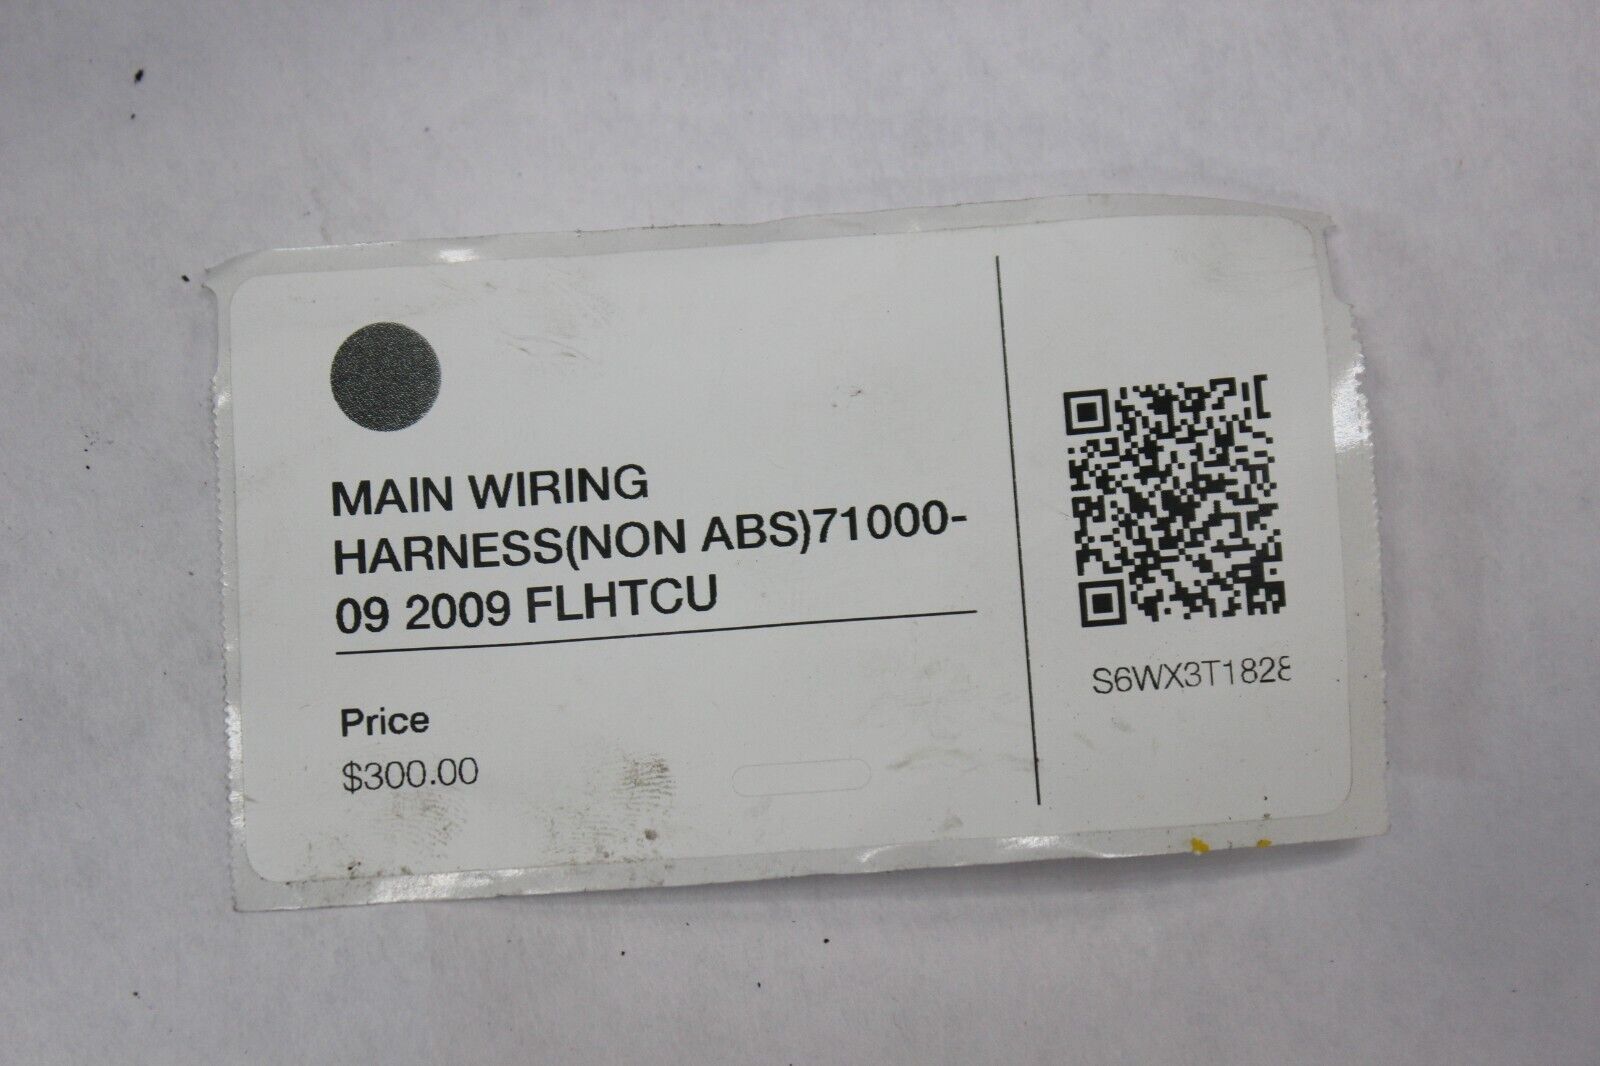 MAIN WIRING
HARNESS(NON ABS)71000-
09 2009 FLHTCU
Price
$300.00
S6WX3T1828